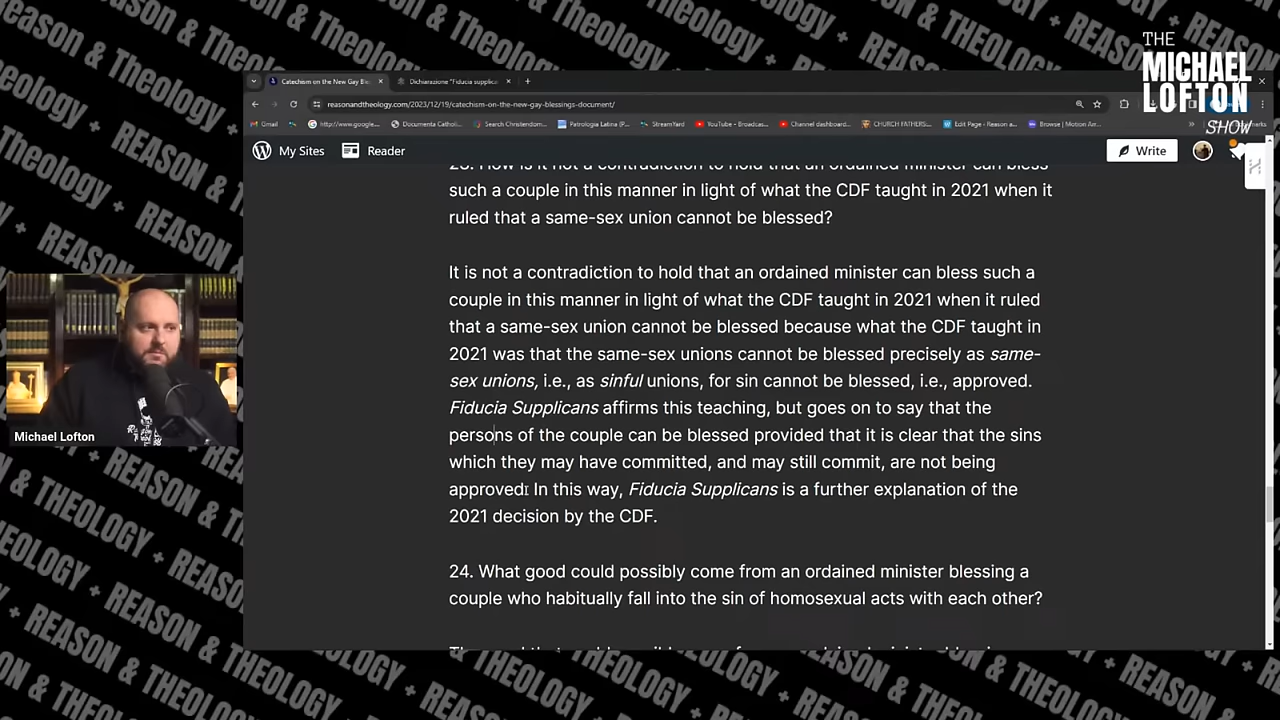 THE
MICHAEL
LOFTON
SHOW
Catechism on the New Gay Ble
Dichiarazione "Fiducia supplica
reasonandtheology.com/2023/12/19/catechism-on-the-new-gay-blessings-document/
Gmail
http://www.google...
Documenta Catholi...
Search Christendom...
Patrologia Latina (P...
StreamYard
YouTube - Broadcas...
Channel dashboard...
CHURCH FATHERS...
Edit Page ‹ Reason a...
Browse | Motion Arr...
My Sites
Reader
Write
How is it not a contradiction to hold that an ordained minister can bless
such a couple in this manner in light of what the CDF taught in 2021 when it
ruled that a same-sex union cannot be blessed?
It is not a contradiction to hold that an ordained minister can bless such a
couple in this manner in light of what the CDF taught in 2021 when it ruled
that a same-sex union cannot be blessed because what the CDF taught in
2021 was that the same-sex unions cannot be blessed precisely as same-
sex unions, i.e., as sinful unions, for sin cannot be blessed, i.e., approved.
Fiducia Supplicans affirms this teaching, but goes on to say that the
persons of the couple can be blessed provided that it is clear that the sins
which they may have committed, and may still commit, are not being
approved. In this way, Fiducia Supplicans is a further explanation of the
2021 decision by the CDF.
24. What good could possibly come from an ordained minister blessing a
couple who habitually fall into the sin of homosexual acts with each other?
Michael Lofton
REASON & THEOLOGY + REASON & THEOLOGY